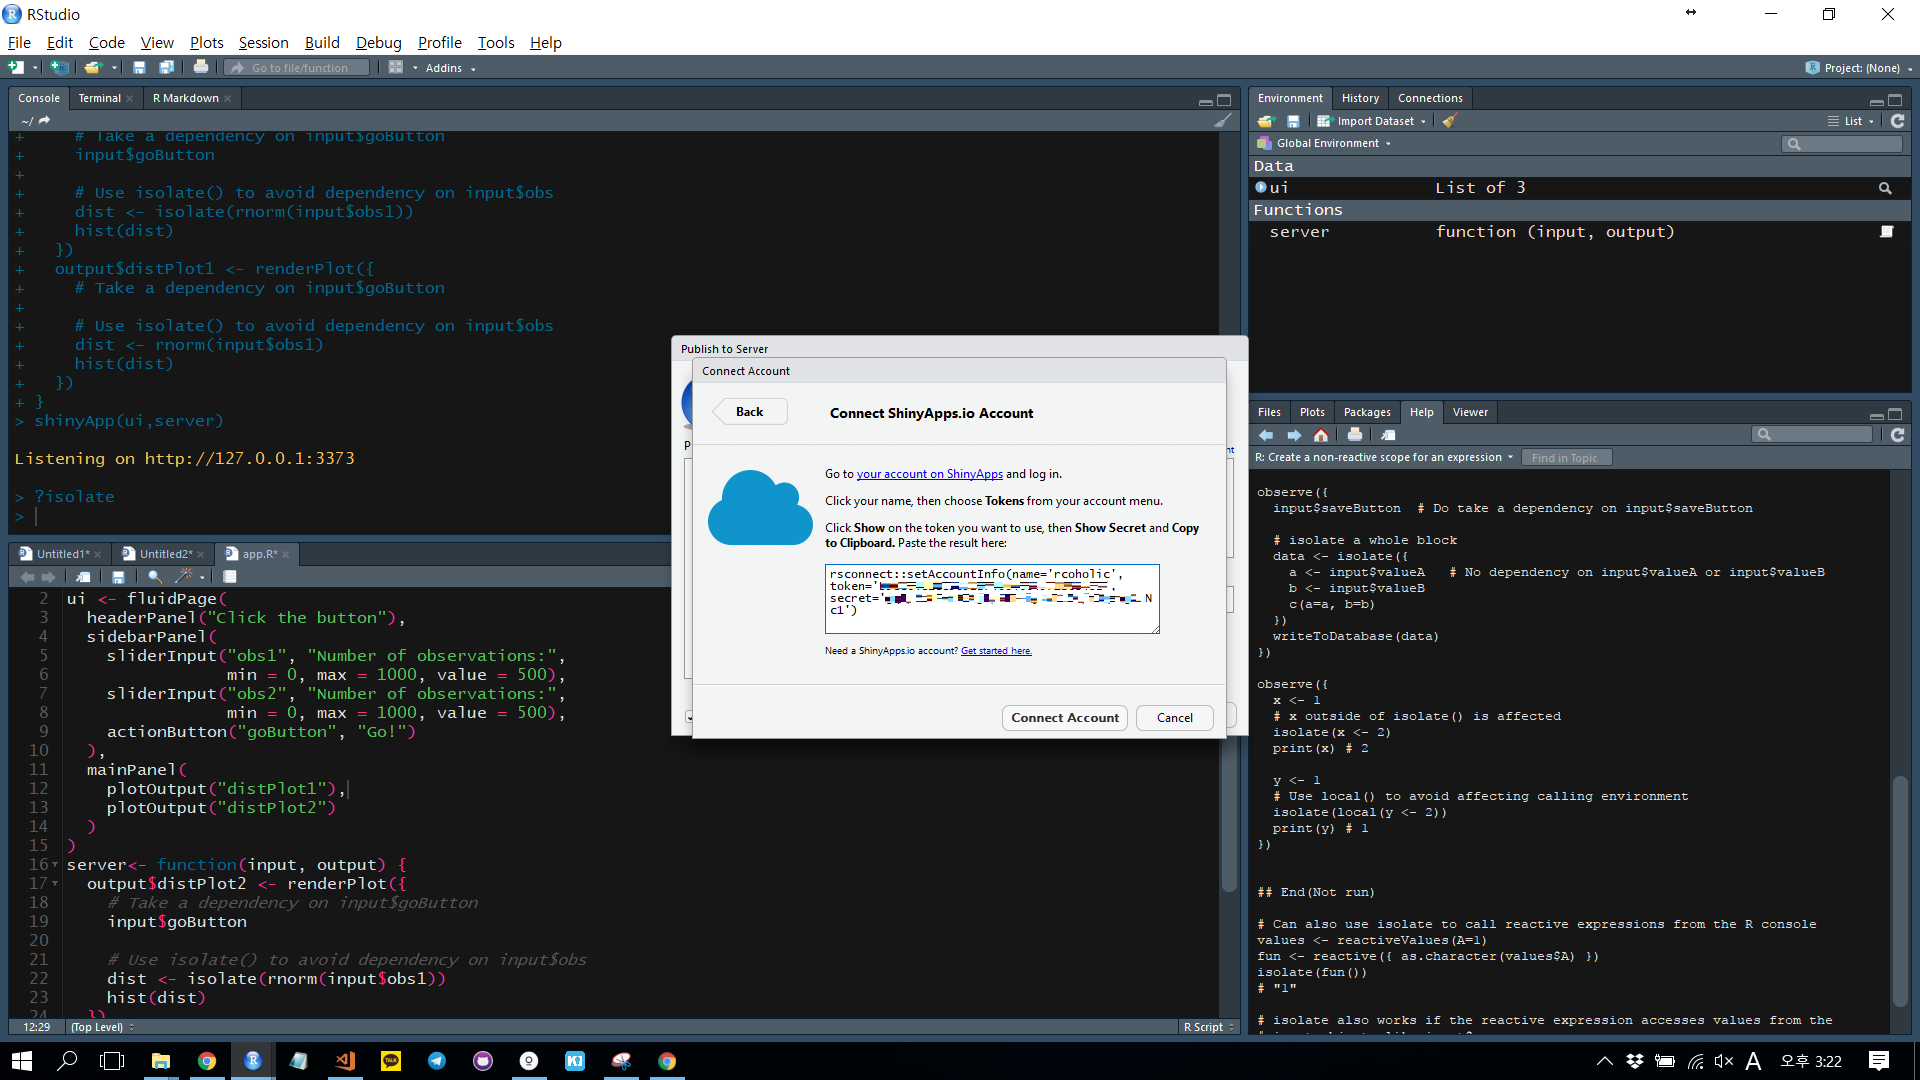 RStudio
File Edit Code View Plots Session Build Debug Profile Tools Help
Go to file/function Addins Project: (None)
Console Terminal R Markdown
~/
+ # Take a dependency on input$goButton
+ input$goButton
+
+ # Use isolate() to avoid dependency on input$obs
+ dist <- isolate(rnorm(input$obs1))
+ hist(dist)
+ })
+ output$distPlot1 <- renderPlot({
+ # Take a dependency on input$goButton
+
+ # Use isolate() to avoid dependency on input$obs
+ dist <- rnorm(input$obs1)
+ hist(dist)
+ })
+ }
> shinyApp(ui,server)
Listening on http://127.0.0.1:3373
> ?isolate
>
Untitled1* Untitled2* app.R*
2 ui <- fluidPage(
3 headerPanel("Click the button"),
4 sidebarPanel(
5 sliderInput("obs1", "Number of observations:",
6 min = 0, max = 1000, value = 500),
7 sliderInput("obs2", "Number of observations:",
8 min = 0, max = 1000, value = 500),
9 actionButton("goButton", "Go!")
10 ),
11 mainPanel(
12 plotOutput("distPlot1"),
13 plotOutput("distPlot2")
14 )
15 )
16 server<- function(input, output) {
17 output$distPlot2 <- renderPlot({
18 # Take a dependency on input$goButton
19 input$goButton
20
21 # Use isolate() to avoid dependency on input$obs
22 dist <- isolate(rnorm(input$obs1))
23 hist(dist)
24 })
12:29 (Top Level) R Script
Publish to Server
Connect Account
Back Connect ShinyApps.io Account
Go to your account on ShinyApps and log in.
Click your name, then choose Tokens from your account menu.
Click Show on the token you want to use, then Show Secret and Copy
to Clipboard. Paste the result here:
rsconnect::setAccountInfo(name='rcoholic',
token=' ',
secret=' N
c1')
Need a ShinyApps.io account? Get started here.
Connect Account Cancel
Environment History Connections
Import Dataset List
Global Environment
Data
ui List of 3
Functions
server function (input, output)
Files Plots Packages Help Viewer
R: Create a non-reactive scope for an expression Find in Topic
observe({
input$saveButton # Do take a dependency on input$saveButton
# isolate a whole block
data <- isolate({
a <- input$valueA # No dependency on input$valueA or input$valueB
b <- input$valueB
c(a=a, b=b)
})
writeToDatabase(data)
})
observe({
x <- 1
# x outside of isolate() is affected
isolate(x <- 2)
print(x) # 2
y <- 1
# Use local() to avoid affecting calling environment
isolate(local(y <- 2))
print(y) # 1
})
## End(Not run)
# Can also use isolate to call reactive expressions from the R console
values <- reactiveValues(A=1)
fun <- reactive({ as.character(values$A) })
isolate(fun())
# "1"
# isolate also works if the reactive expression accesses values from the
A 오후 3:22